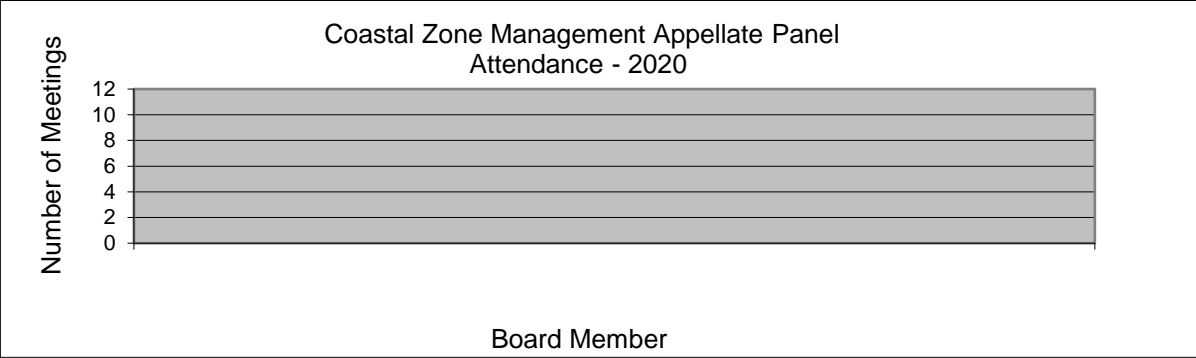 Coastal Zone Management Appellate Panel
Attendance - 2020
Number of Meetings
12
10
8
6
4
2
0
Board Member